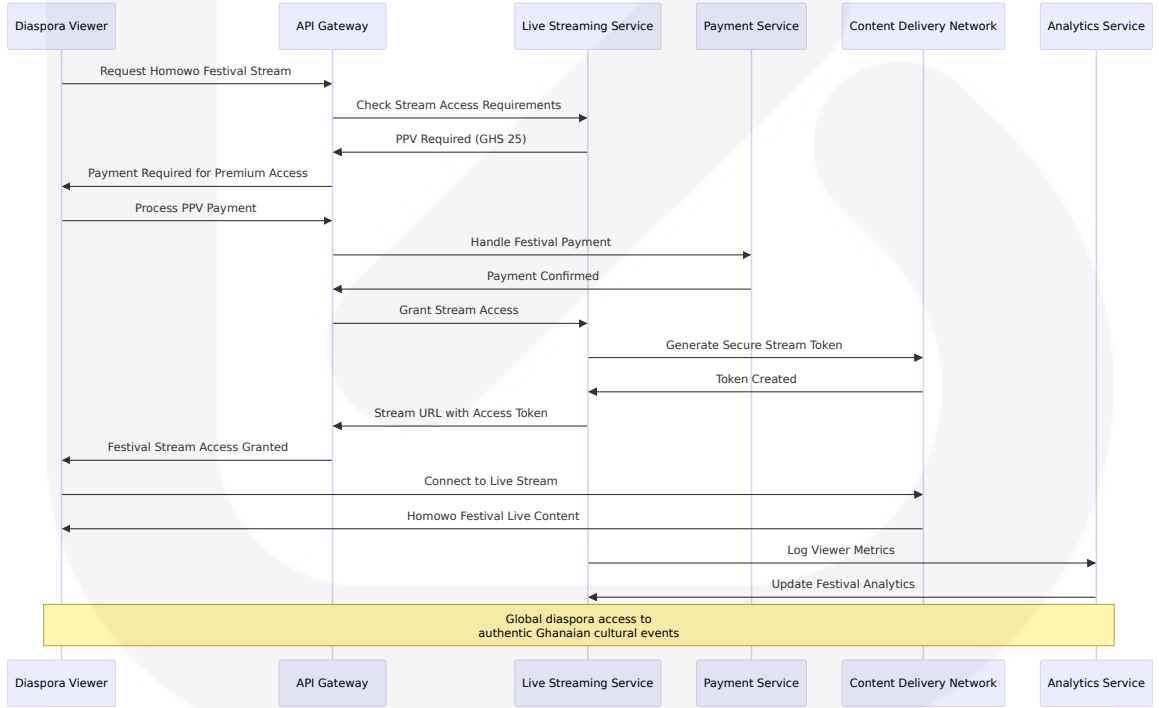 Diaspora Viewer
API Gateway
Live Streaming Service
Payment Service
Content Delivery Network
Analytics Service
Request Homowo Festival Stream
Check Stream Access Requirements
PPV Required (GHS 25)
Payment Required for Premium Access
Process PPV Payment
Handle Festival Payment
Payment Confirmed
Grant Stream Access
Generate Secure Stream Token
Token Created
Stream URL with Access Token
Festival Stream Access Granted
Connect to Live Stream
Homowo Festival Live Content
Log Viewer Metrics
Update Festival Analytics
Global diaspora access to
authentic Ghanaian cultural events
Diaspora Viewer
API Gateway
Live Streaming Service
Payment Service
Content Delivery Network
Analytics Service